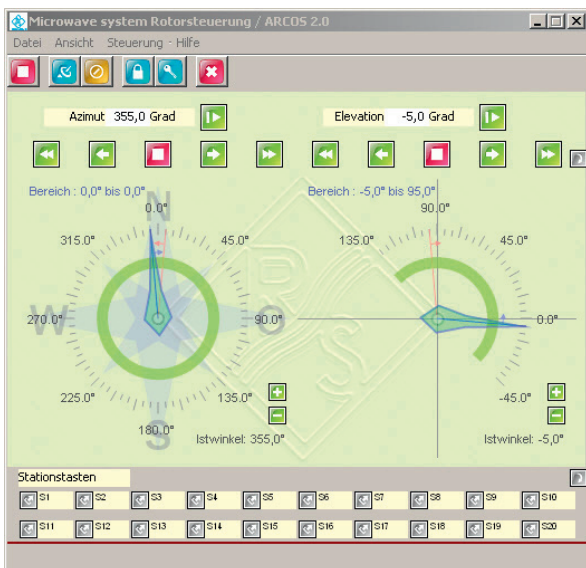 Microwave system Rotorsteuerung / ARCOS 2.0
Datei Ansicht Steuerung Hilfe
Azimut 355,0 Grad Elevation -5,0 Grad
Bereich : 0,0° bis 0,0° Bereich : -5,0° bis 95,0°
N
0.0° 90.0°
315.0° 45.0° 135.0° 45.0°
W 270.0° 90.0° O 0.0°
225.0° 135.0° -45.0°
180.0°
S
Istwinkel: 355,0° Istwinkel: -5,0°
Stationstasten
S1 S2 S3 S4 S5 S6 S7 S8 S9 S10
S11 S12 S13 S14 S15 S16 S17 S18 S19 S20